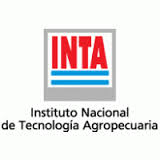 INTA
Instituto Nacional
de Tecnología Agropecuaria